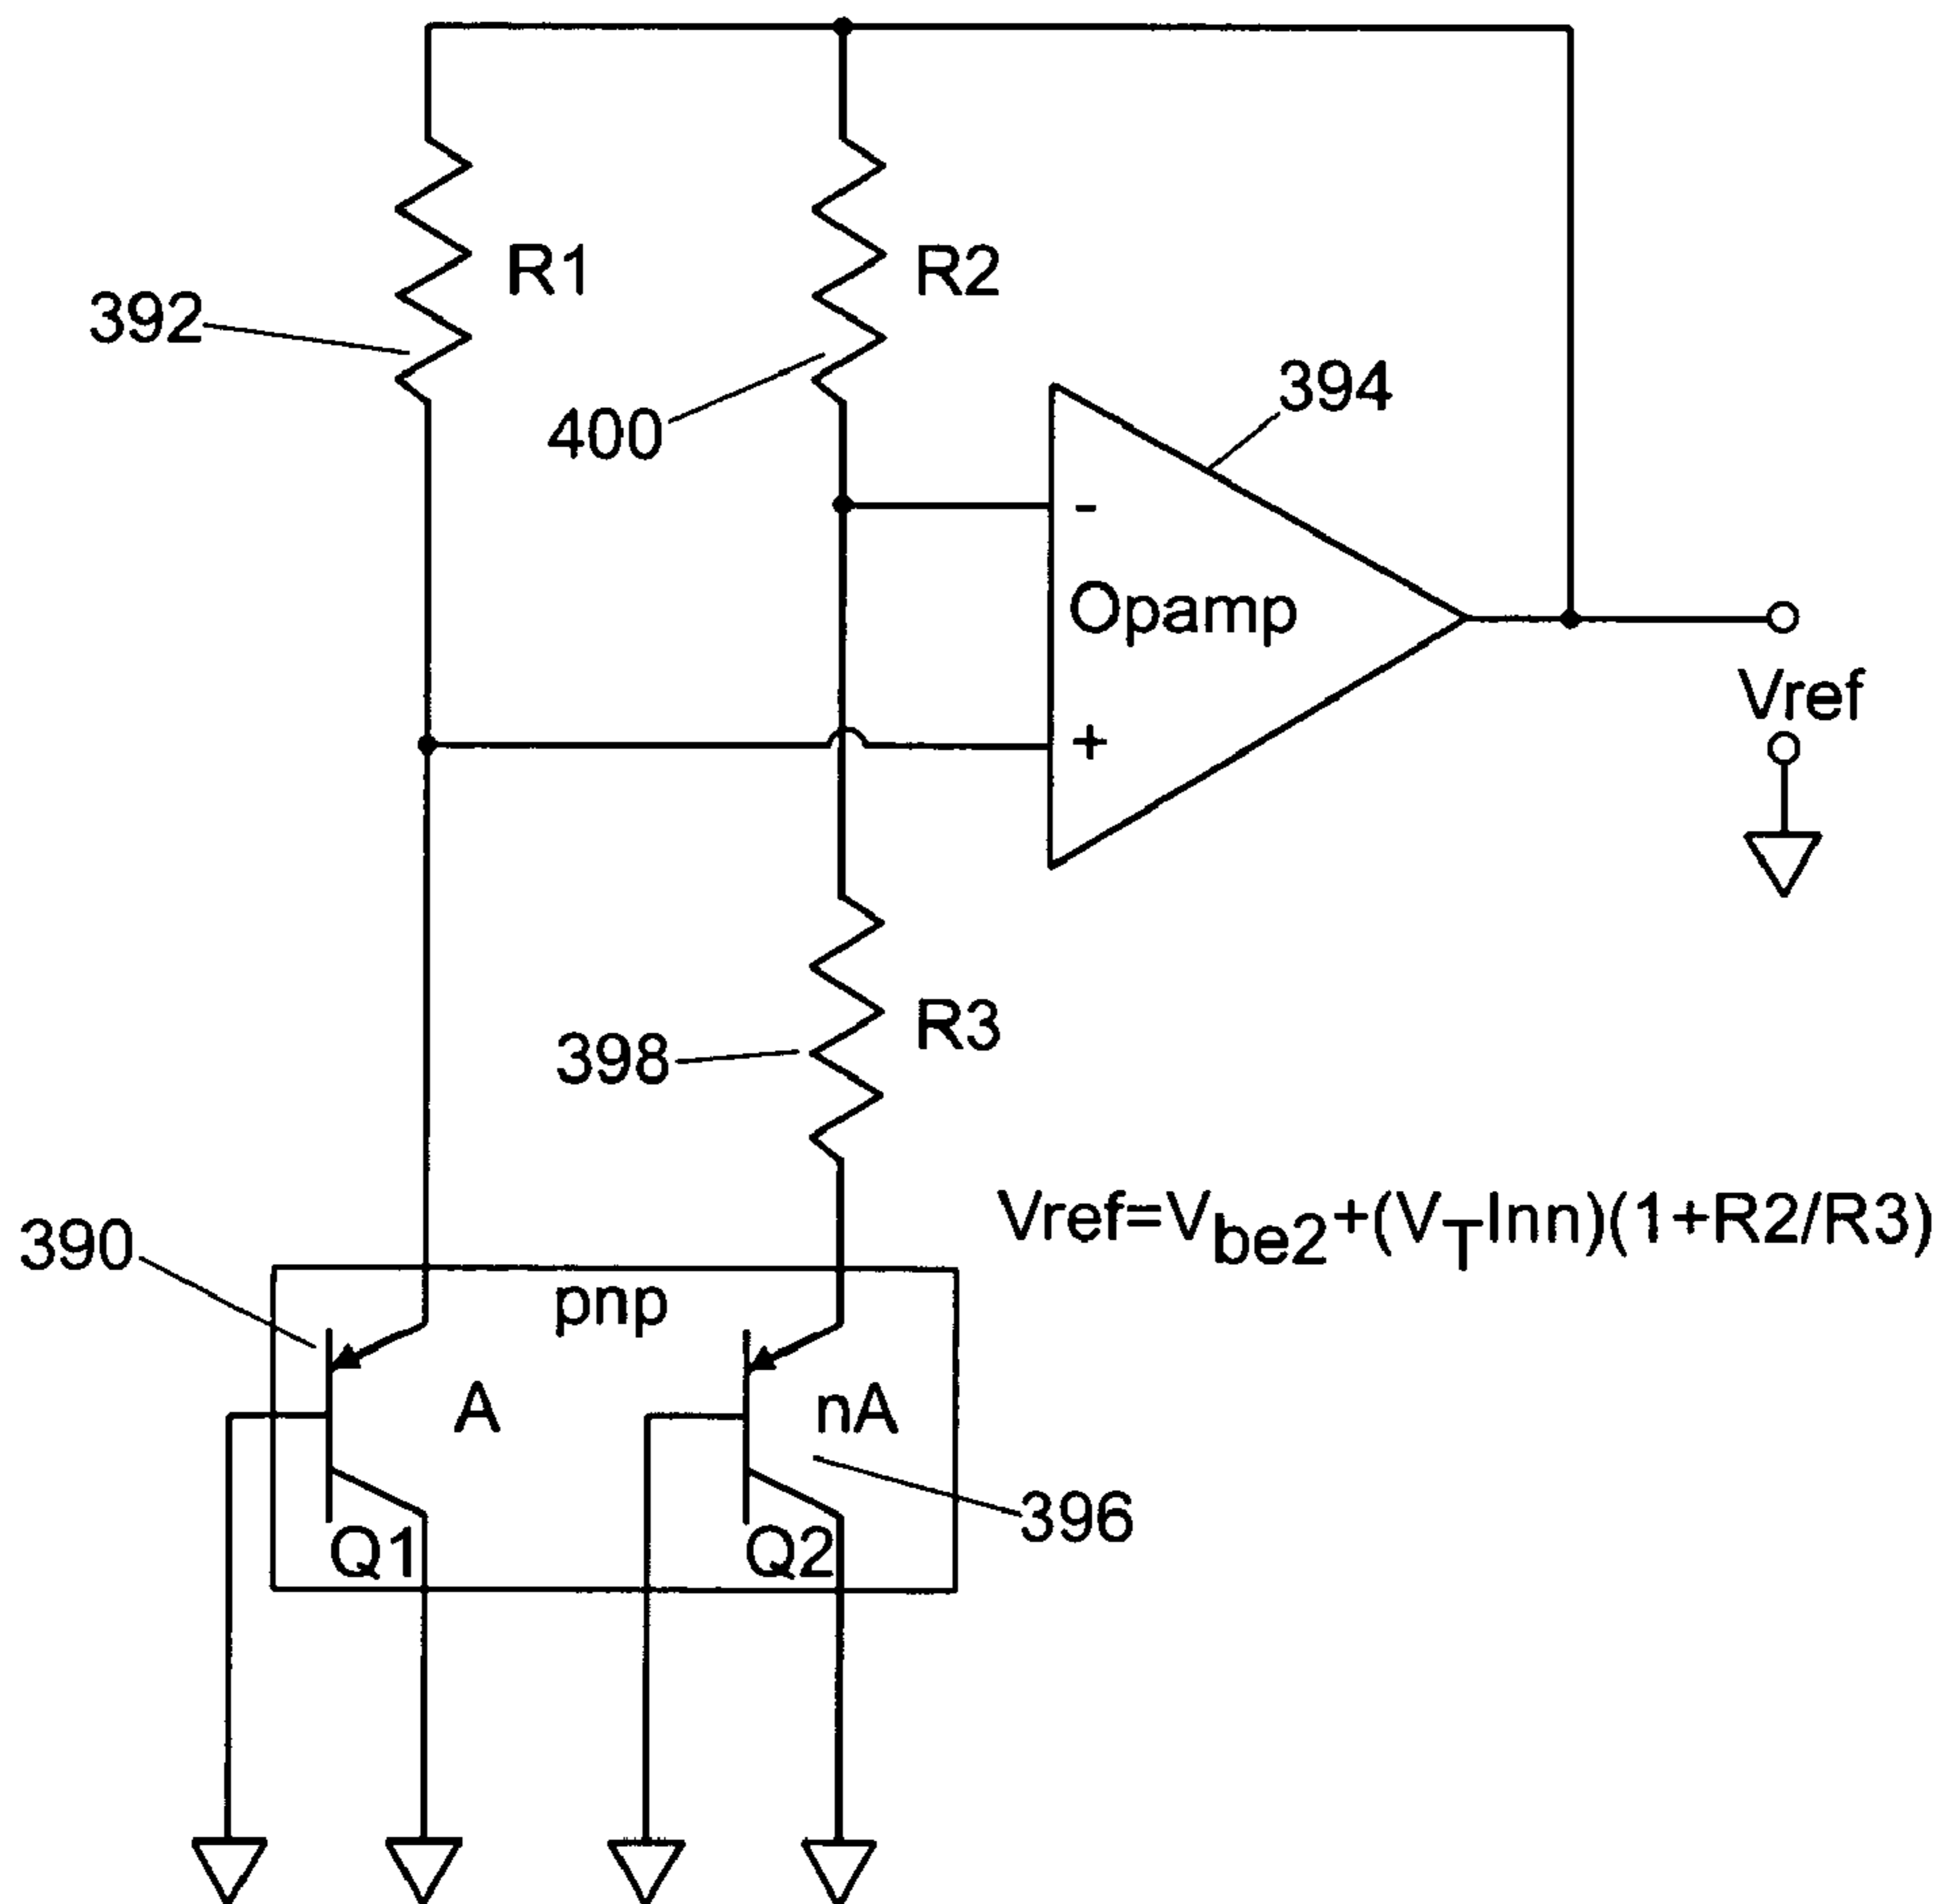 R1
R2
392
394
400
-
Opamp
+
Vref
R3
398
Vref=Vbe2+(VTlnn)(1+R2/R3)
390
pnp
A
nA
396
Q1
Q2